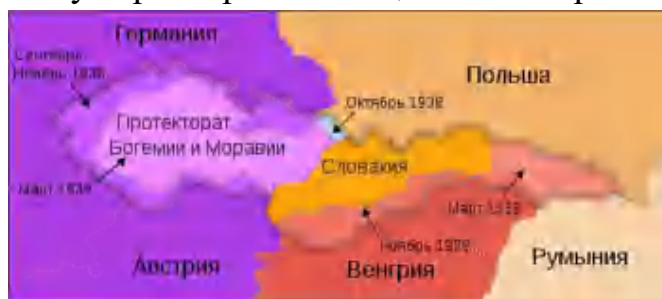 Германия
Сентябрь
Ноябрь 1938
Польша
Октябрь 1938
Протекторат
Богемии и Моравии
Словакия
Март 1939
Март 1939
Ноябрь 1938
Австрия
Венгрия
Румыния